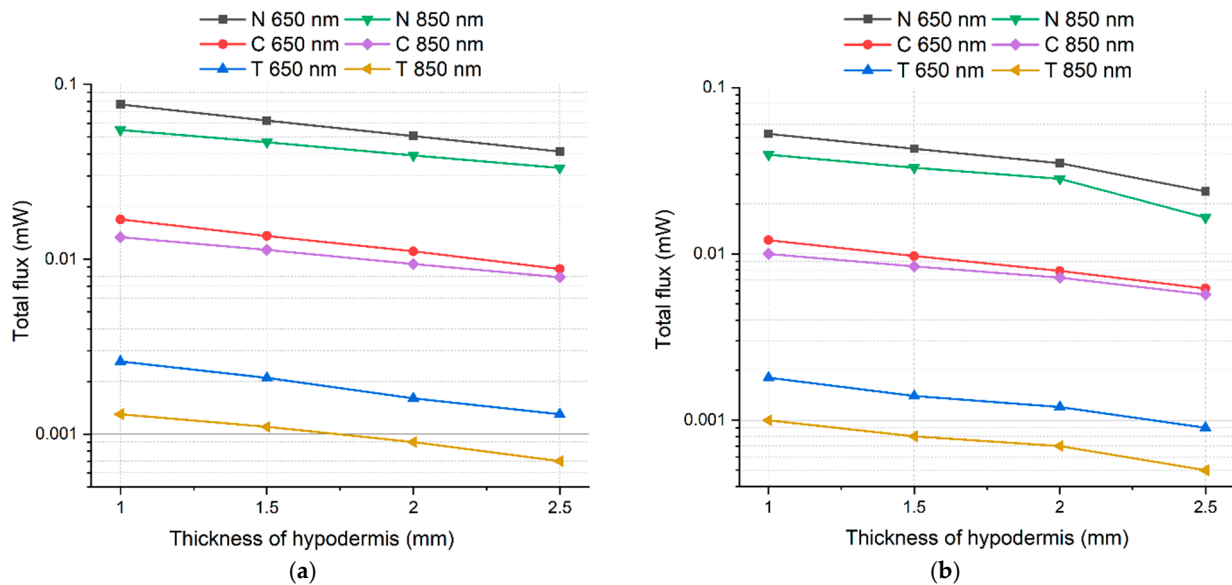 N 650 nm N 850 nm
C 650 nm C 850 nm
T 650 nm T 850 nm
0.1
0.01
0.001
Total flux (mW)
1 1.5 2 2.5
Thickness of hypodermis (mm)
(a)
N 650 nm N 850 nm
C 650 nm C 850 nm
T 650 nm T 850 nm
0.1
0.01
0.001
Total flux (mW)
1 1.5 2 2.5
Thickness of hypodermis (mm)
(b)